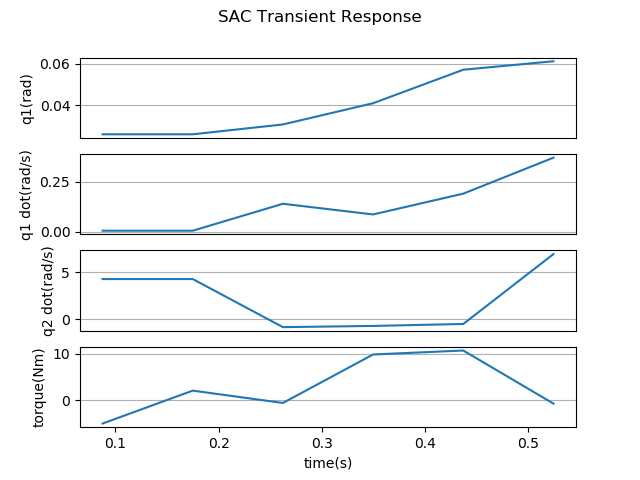 SAC Transient Response
q1(rad)
0.06
0.04
q1 dot(rad/s)
0.25
0.00
q2 dot(rad/s)
5
0
torque(Nm)
10
0
0.1 0.2 0.3 0.4 0.5
time(s)